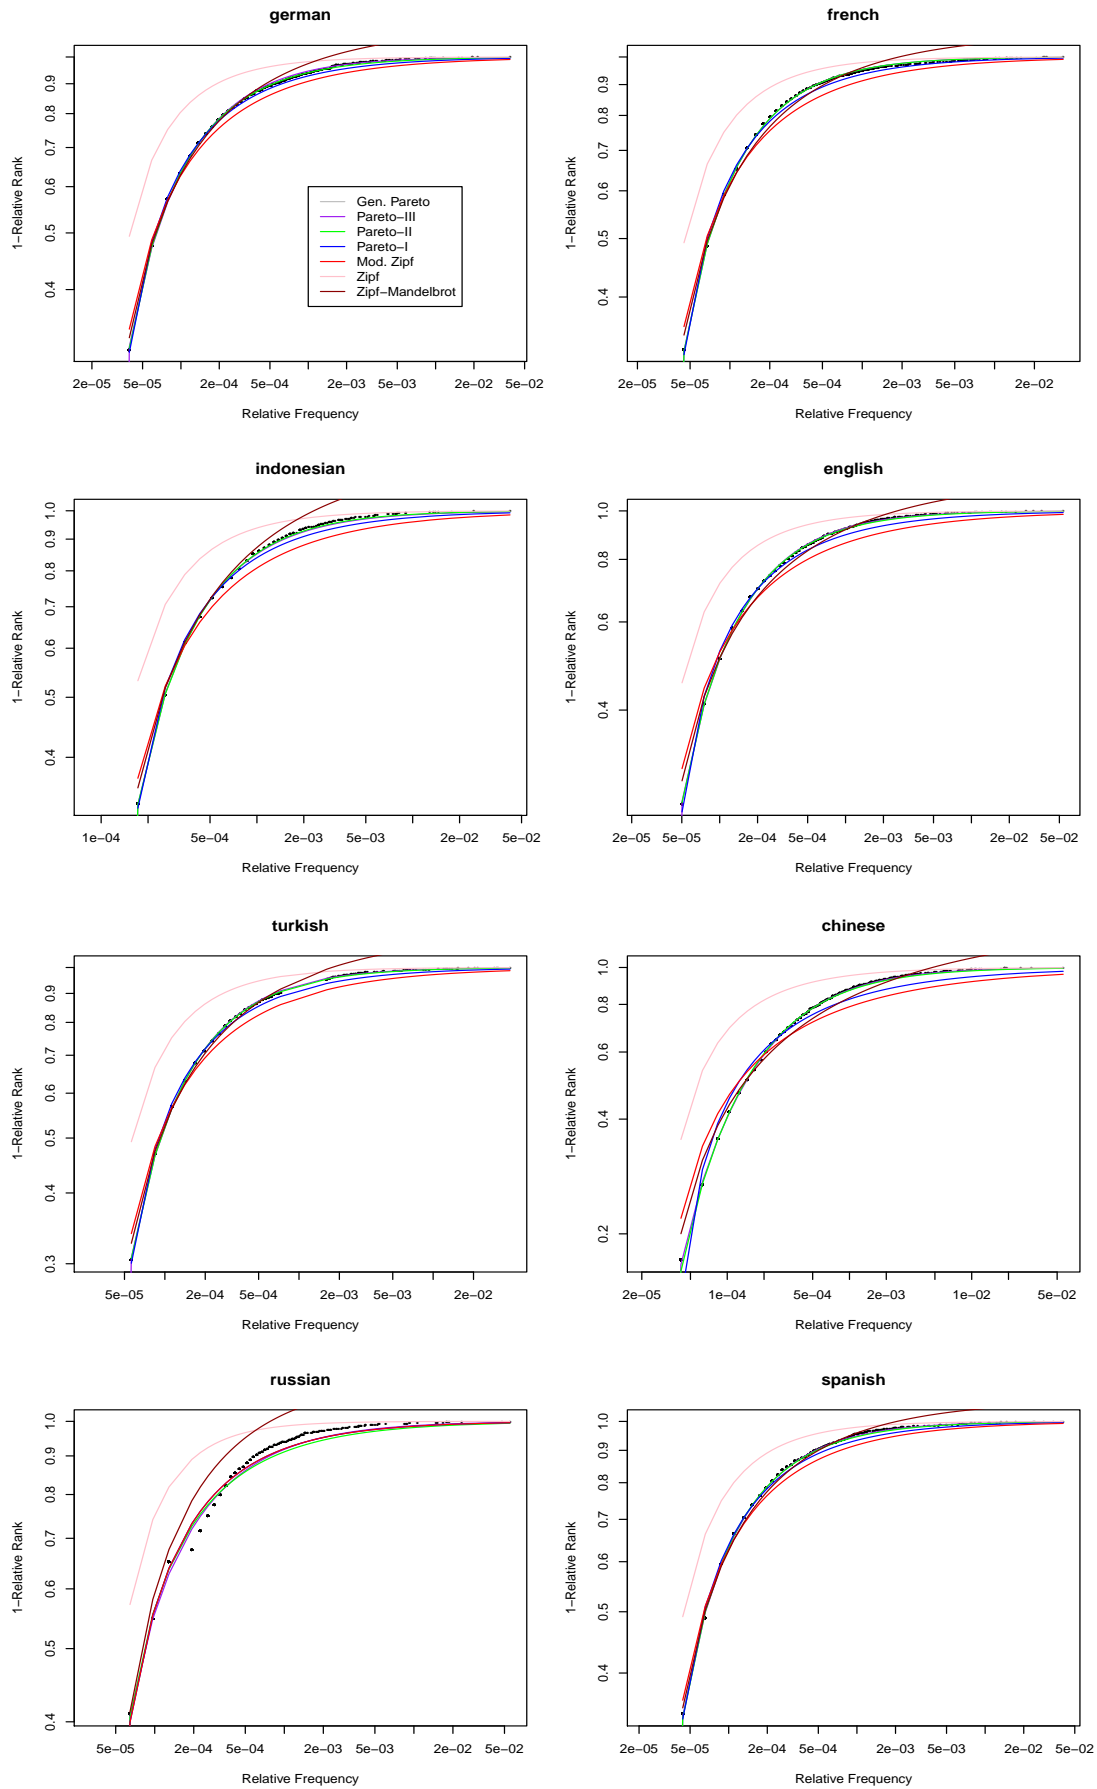 german
1−Relative Rank
0.4 0.5 0.6 0.7 0.8 0.9
Gen. Pareto
Pareto−III
Pareto−II
Pareto−I
Mod. Zipf
Zipf
Zipf−Mandelbrot
2e−05 5e−05 2e−04 5e−04 2e−03 5e−03 2e−02 5e−02
Relative Frequency
french
1−Relative Rank
0.4 0.5 0.6 0.7 0.8 0.9
2e−05 5e−05 2e−04 5e−04 2e−03 5e−03 2e−02
Relative Frequency
indonesian
1−Relative Rank
0.4 0.5 0.6 0.7 0.8 0.9 1.0
1e−04 5e−04 2e−03 5e−03 2e−02 5e−02
Relative Frequency
english
1−Relative Rank
0.4 0.6 0.8 1.0
2e−05 5e−05 2e−04 5e−04 2e−03 5e−03 2e−02 5e−02
Relative Frequency
turkish
1−Relative Rank
0.3 0.4 0.5 0.6 0.7 0.8 0.9
5e−05 2e−04 5e−04 2e−03 5e−03 2e−02
Relative Frequency
chinese
1−Relative Rank
0.2 0.4 0.6 0.8 1.0
2e−05 1e−04 5e−04 2e−03 1e−02 5e−02
Relative Frequency
russian
1−Relative Rank
0.4 0.5 0.6 0.7 0.8 0.9 1.0
5e−05 2e−04 5e−04 2e−03 5e−03 2e−02 5e−02
Relative Frequency
spanish
1−Relative Rank
0.4 0.5 0.6 0.7 0.8 0.9 1.0
2e−05 5e−05 2e−04 5e−04 2e−03 5e−03 2e−02 5e−02
Relative Frequency